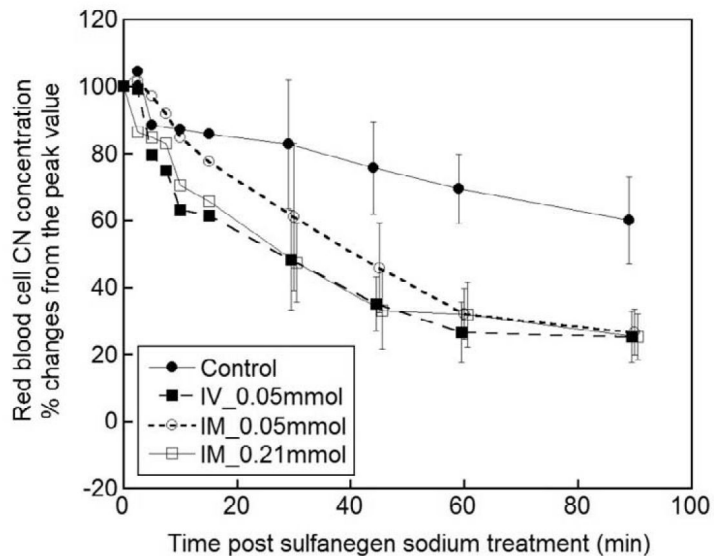 120
100
80
60
40
20
0
-20
Red blood cell CN concentration
% changes from the peak value
Control
IV_0.05mmol
IM_0.05mmol
IM_0.21mmol
0 20 40 60 80 100
Time post sulfanegen sodium treatment (min)